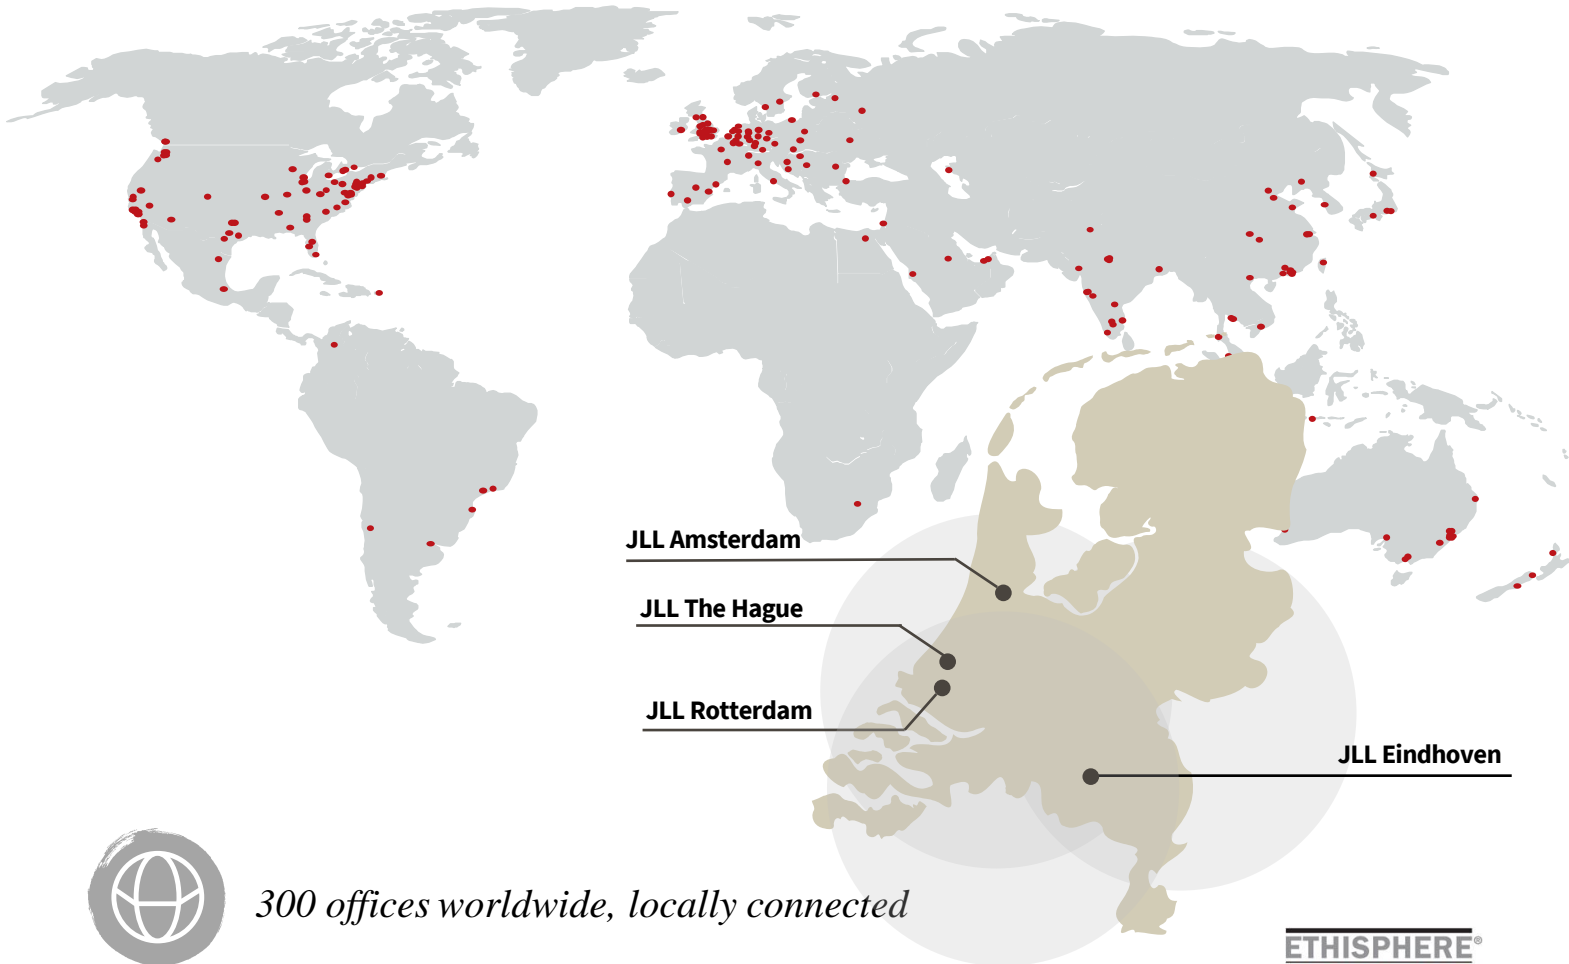 JLL Amsterdam
JLL The Hague
JLL Rotterdam
JLL Eindhoven
300 offices worldwide, locally connected
ETHISPHERE®